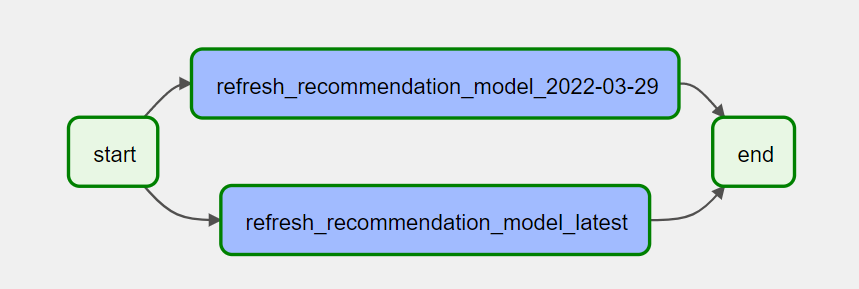 start
refresh_recommendation_model_2022-03-29
refresh_recommendation_model_latest
end